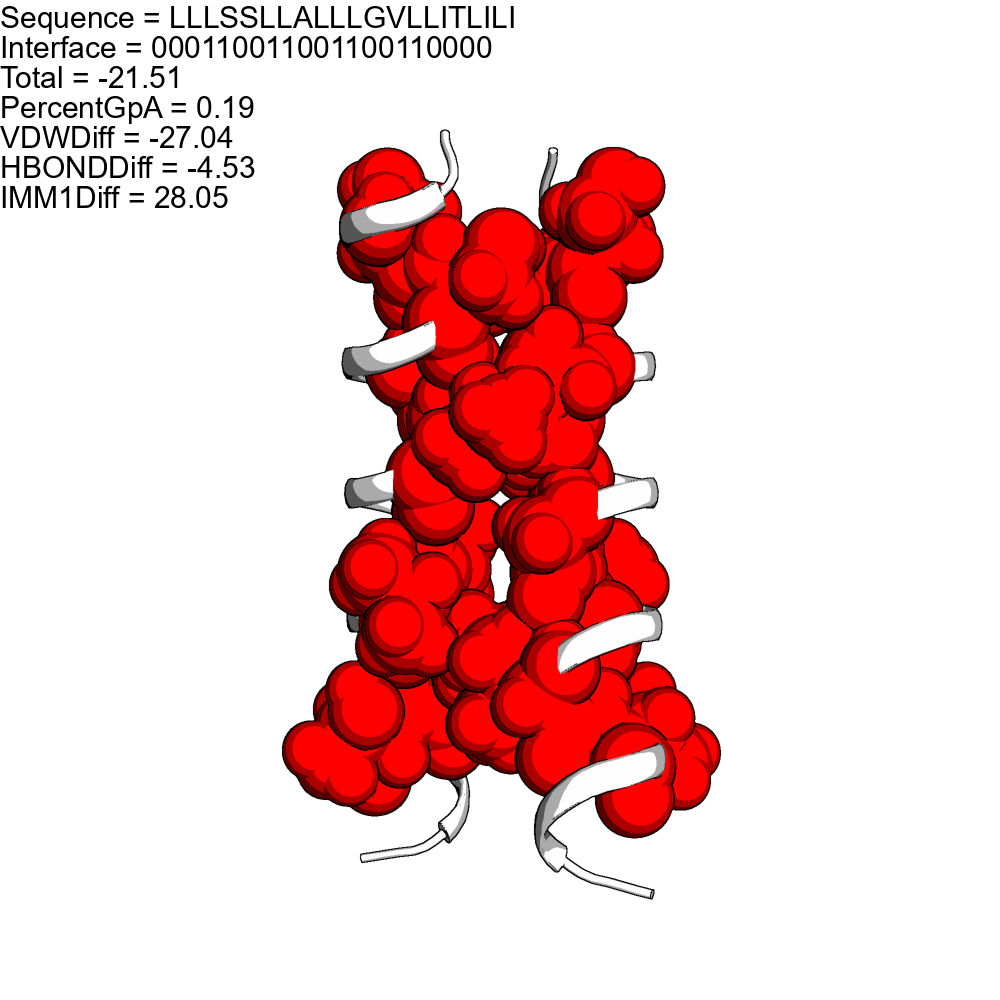 Sequence = LLLSSLLALLLGVLLITLILI
Interface = 000110011001100110000
Total = -21.51
PercentGpA = 0.19
VDWDiff = -27.04
HBONDDiff = -4.53
IMM1Diff = 28.05